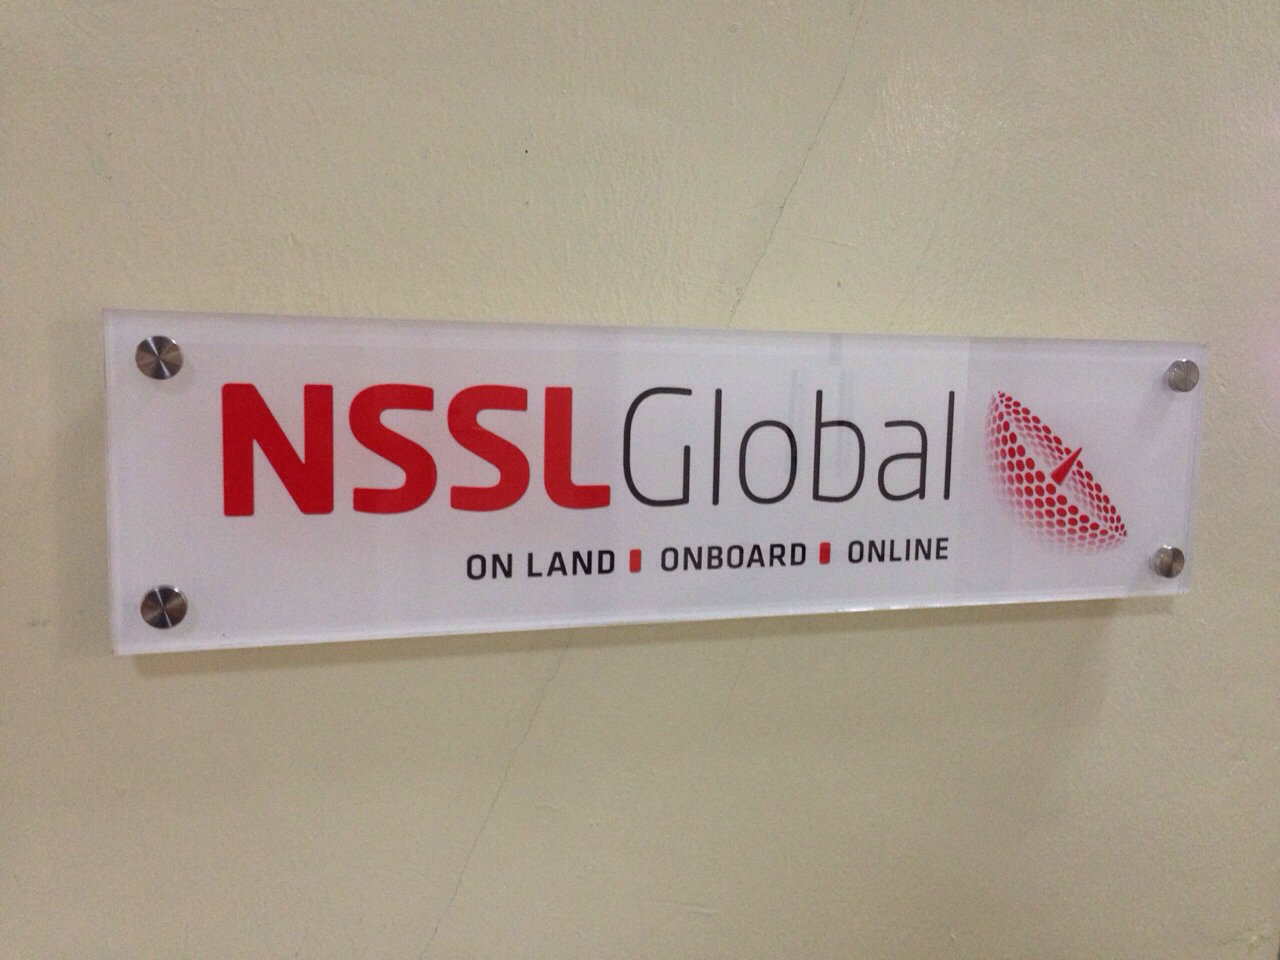 NSSLGlobal
ON LAND ▮ ONBOARD ▮ ONLINE